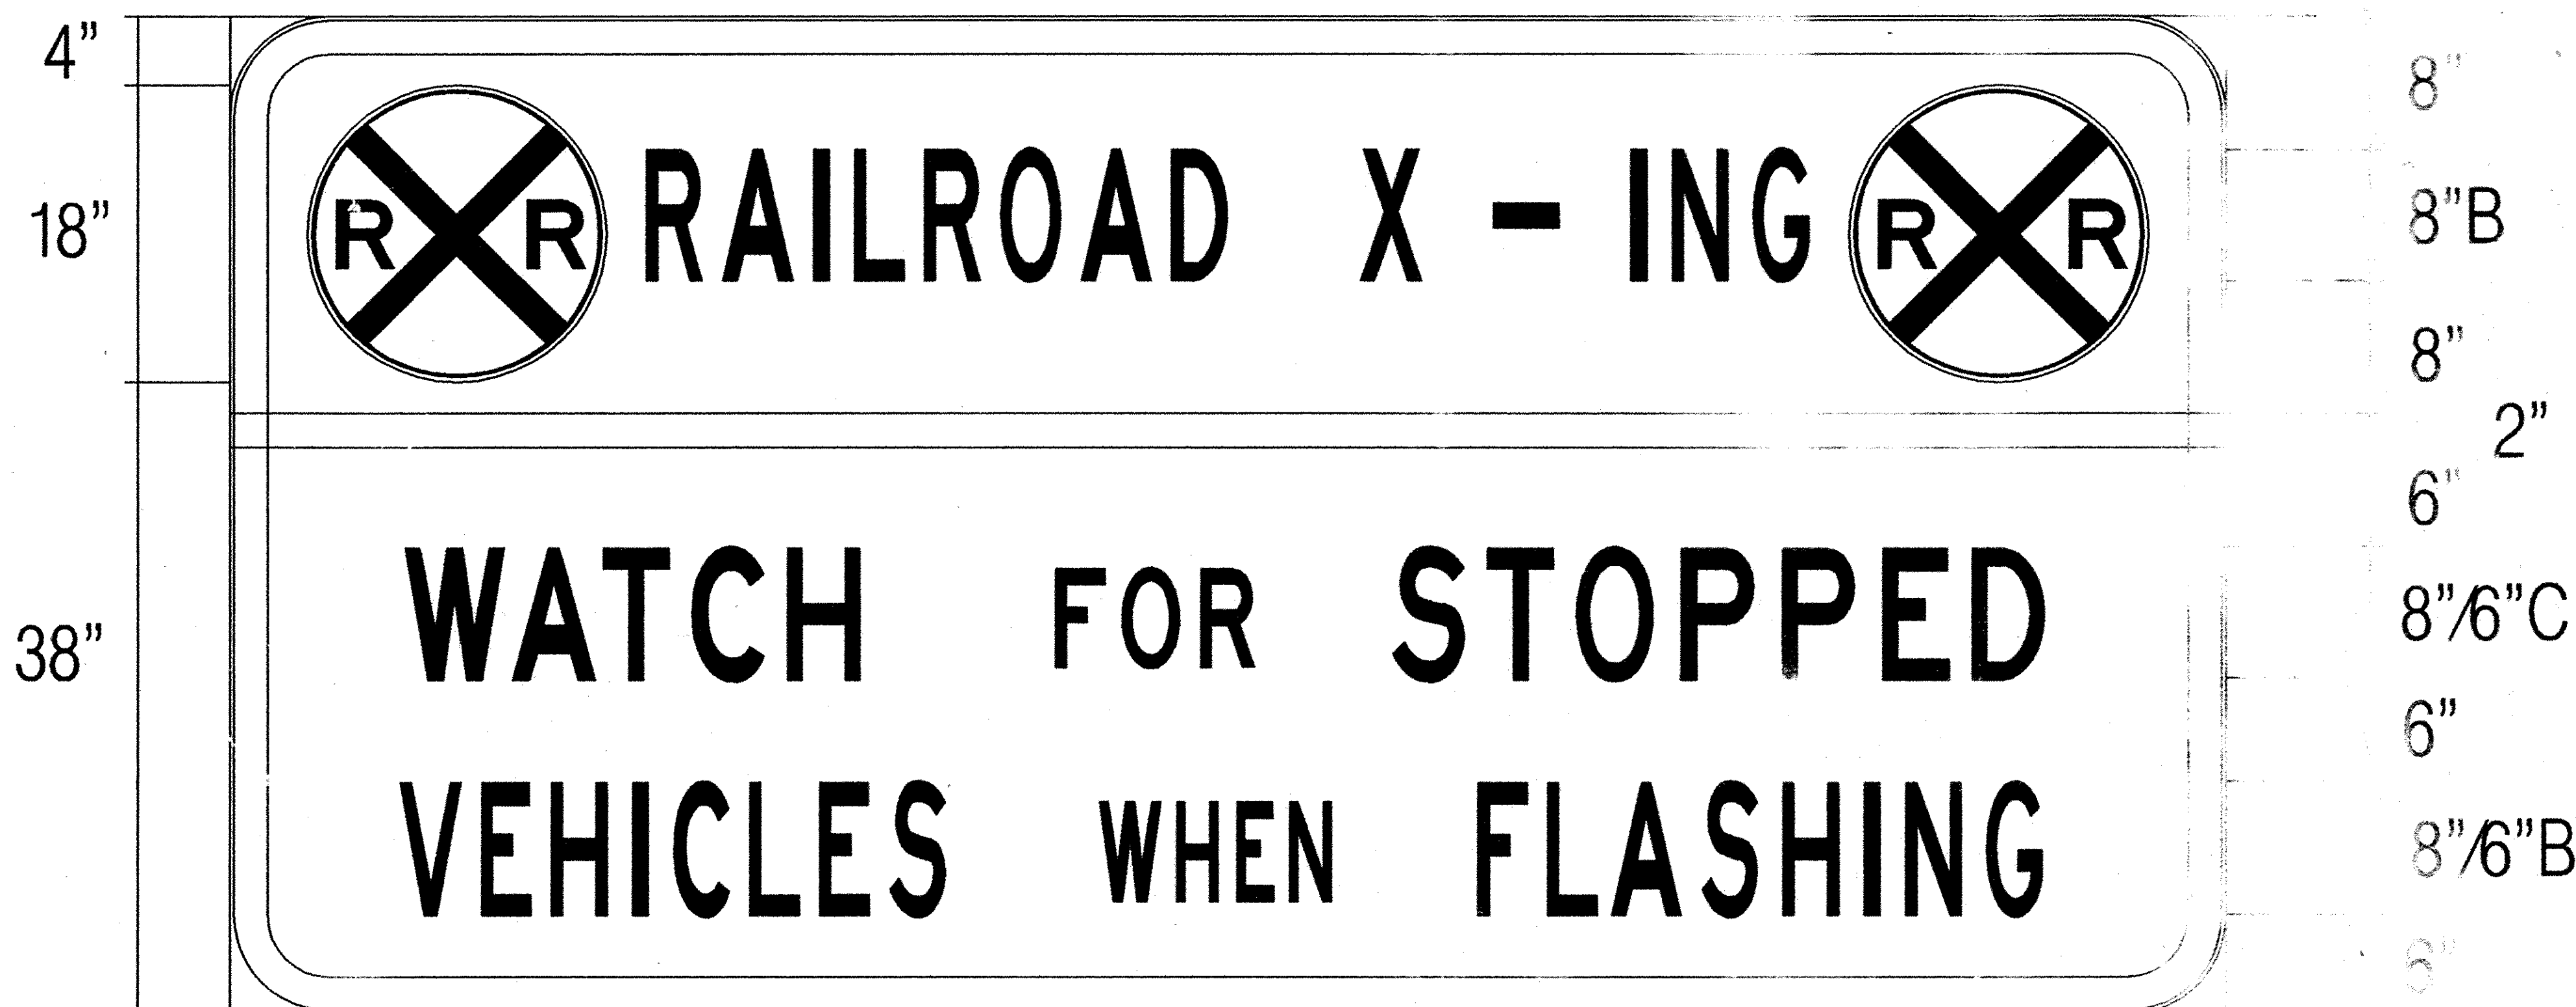 4"
8"
R R RAILROAD X - ING R R
18"
8"B
8"
2"
6"
WATCH FOR STOPPED
38"
8"/6"C
6"
VEHICLES WHEN FLASHING
8"/6"B
6"